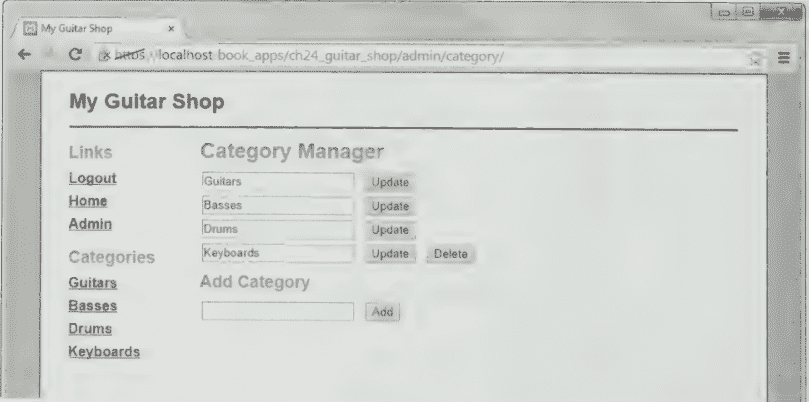 My Guitar Shop
https://localhost/book_apps/ch24_guitar_shop/admin/category/
My Guitar Shop
Links
Logout
Home
Admin
Categories
Guitars
Basses
Drums
Keyboards
Category Manager
Guitars Update
Basses Update
Drums Update
Keyboards Update Delete
Add Category
Add